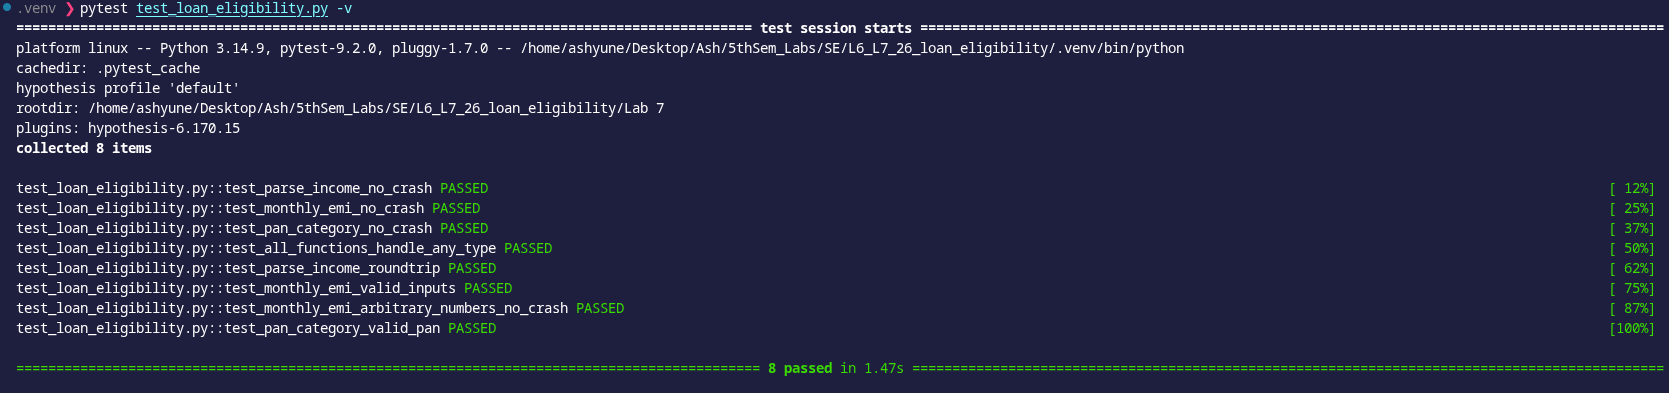 .venv ❯ pytest test_loan_eligibility.py -v
============================================================================================ test session starts =============================================================================================
platform linux -- Python 3.14.9, pytest-9.2.0, pluggy-1.7.0 -- /home/ashyune/Desktop/Ash/5thSem_Labs/SE/L6_L7_26_loan_eligibility/.venv/bin/python
cachedir: .pytest_cache
hypothesis profile 'default'
rootdir: /home/ashyune/Desktop/Ash/5thSem_Labs/SE/L6_L7_26_loan_eligibility/Lab 7
plugins: hypothesis-6.170.15
collected 8 items
test_loan_eligibility.py::test_parse_income_no_crash PASSED [ 12%]
test_loan_eligibility.py::test_monthly_emi_no_crash PASSED [ 25%]
test_loan_eligibility.py::test_pan_category_no_crash PASSED [ 37%]
test_loan_eligibility.py::test_all_functions_handle_any_type PASSED [ 50%]
test_loan_eligibility.py::test_parse_income_roundtrip PASSED [ 62%]
test_loan_eligibility.py::test_monthly_emi_valid_inputs PASSED [ 75%]
test_loan_eligibility.py::test_monthly_emi_arbitrary_numbers_no_crash PASSED [ 87%]
test_loan_eligibility.py::test_pan_category_valid_pan PASSED [100%]
============================================================================================= 8 passed in 1.47s ==============================================================================================